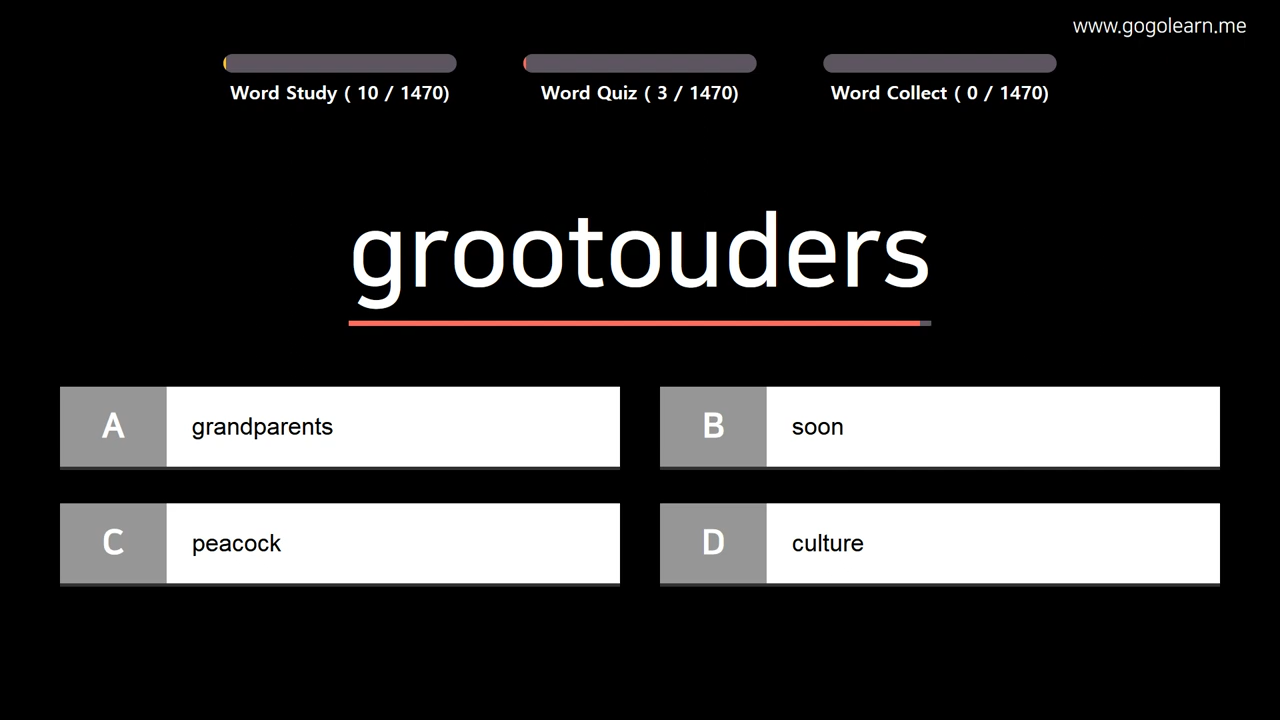 www.gogolearn.me
Word Study ( 10 / 1470)
Word Quiz ( 3 / 1470)
Word Collect ( 0 / 1470)
grootouders
A grandparents
B soon
C peacock
D culture